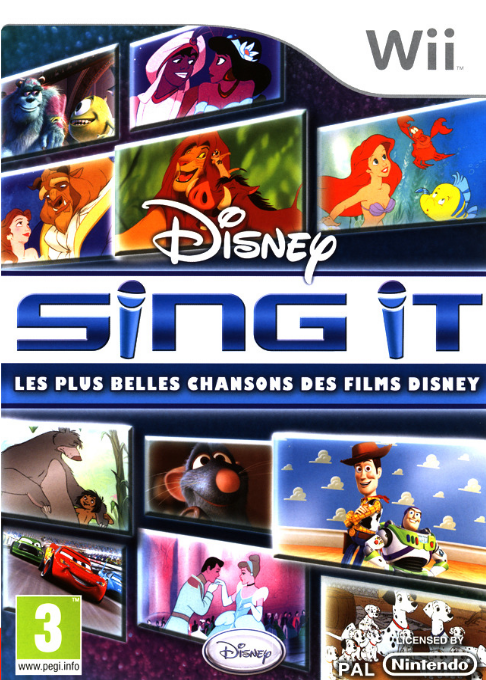 Wii
TM
Disney
SING IT
LES PLUS BELLES CHANSONS DES FILMS DISNEY
3
www.pegi.info
Disney
LICENSED BY
PAL
Nintendo